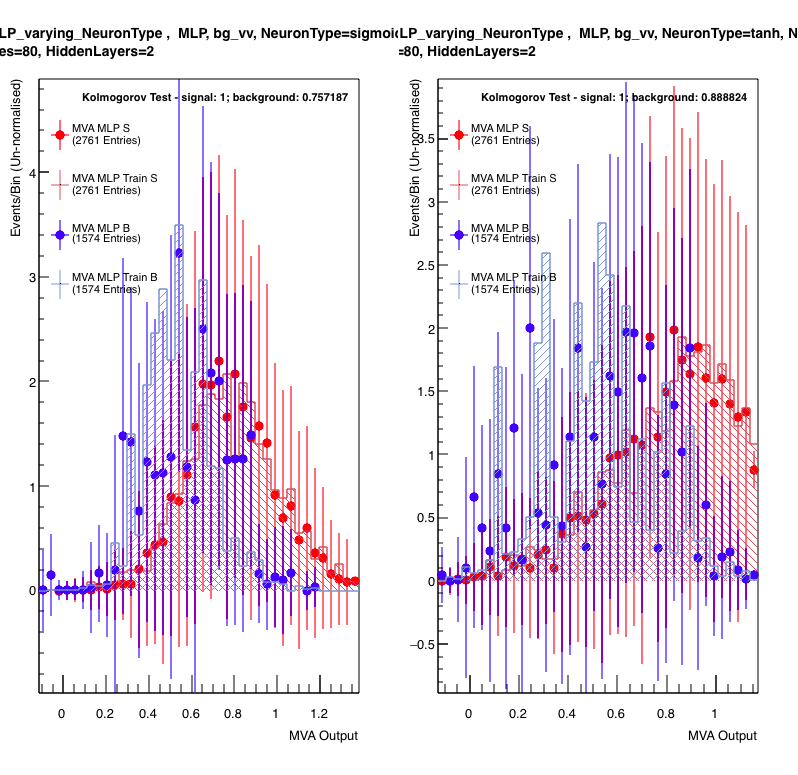 LP_varying_NeuronType , MLP, bg_vv, NeuronType=sigmoi
es=80, HiddenLayers=2
Kolmogorov Test - signal: 1; background: 0.757187
MVA MLP S
(2761 Entries)
MVA MLP Train S
(2761 Entries)
MVA MLP B
(1574 Entries)
MVA MLP Train B
(1574 Entries)
Events/Bin (Un-normalised)
4
3
2
1
0
0 0.2 0.4 0.6 0.8 1 1.2
MVA Output
LP_varying_NeuronType , MLP, bg_vv, NeuronType=tanh, N
=80, HiddenLayers=2
Kolmogorov Test - signal: 1; background: 0.888824
MVA MLP S
(2761 Entries)
MVA MLP Train S
(2761 Entries)
MVA MLP B
(1574 Entries)
MVA MLP Train B
(1574 Entries)
Events/Bin (Un-normalised)
3.5
3
2.5
2
1.5
1
0.5
0
−0.5
0 0.2 0.4 0.6 0.8 1
MVA Output